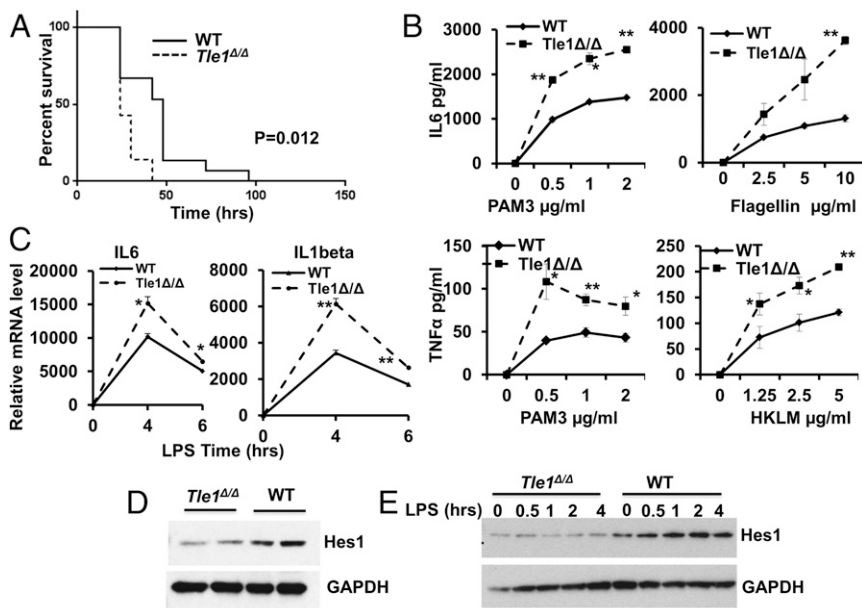 A
WT
Tle1Δ/Δ
Percent survival
100
50
0
P=0.012
0 50 100 150
Time (hrs)
B
WT
Tle1Δ/Δ
IL6 pg/ml
3000
2000
1000
0
** * **
0 0.5 1 2
PAM3 µg/ml
WT
Tle1Δ/Δ
4000
2000
0
**
0 2.5 5 10
Flagellin µg/ml
WT
Tle1Δ/Δ
TNFα pg/ml
150
100
50
0
* ** *
0 0.5 1 2
PAM3 µg/ml
WT
Tle1Δ/Δ
250
200
150
100
50
0
* * **
0 1.25 2.5 5
HKLM µg/ml
C
IL6
WT
Tle1Δ/Δ
Relative mRNA level
20000
15000
10000
5000
0
* *
0 4 6
IL1beta
WT
Tle1Δ/Δ
8000
6000
4000
2000
0
** **
0 4 6
LPS Time (hrs)
D
Tle1Δ/Δ WT
Hes1
GAPDH
E
Tle1Δ/Δ WT
LPS (hrs) 0 0.5 1 2 4 0 0.5 1 2 4
Hes1
GAPDH